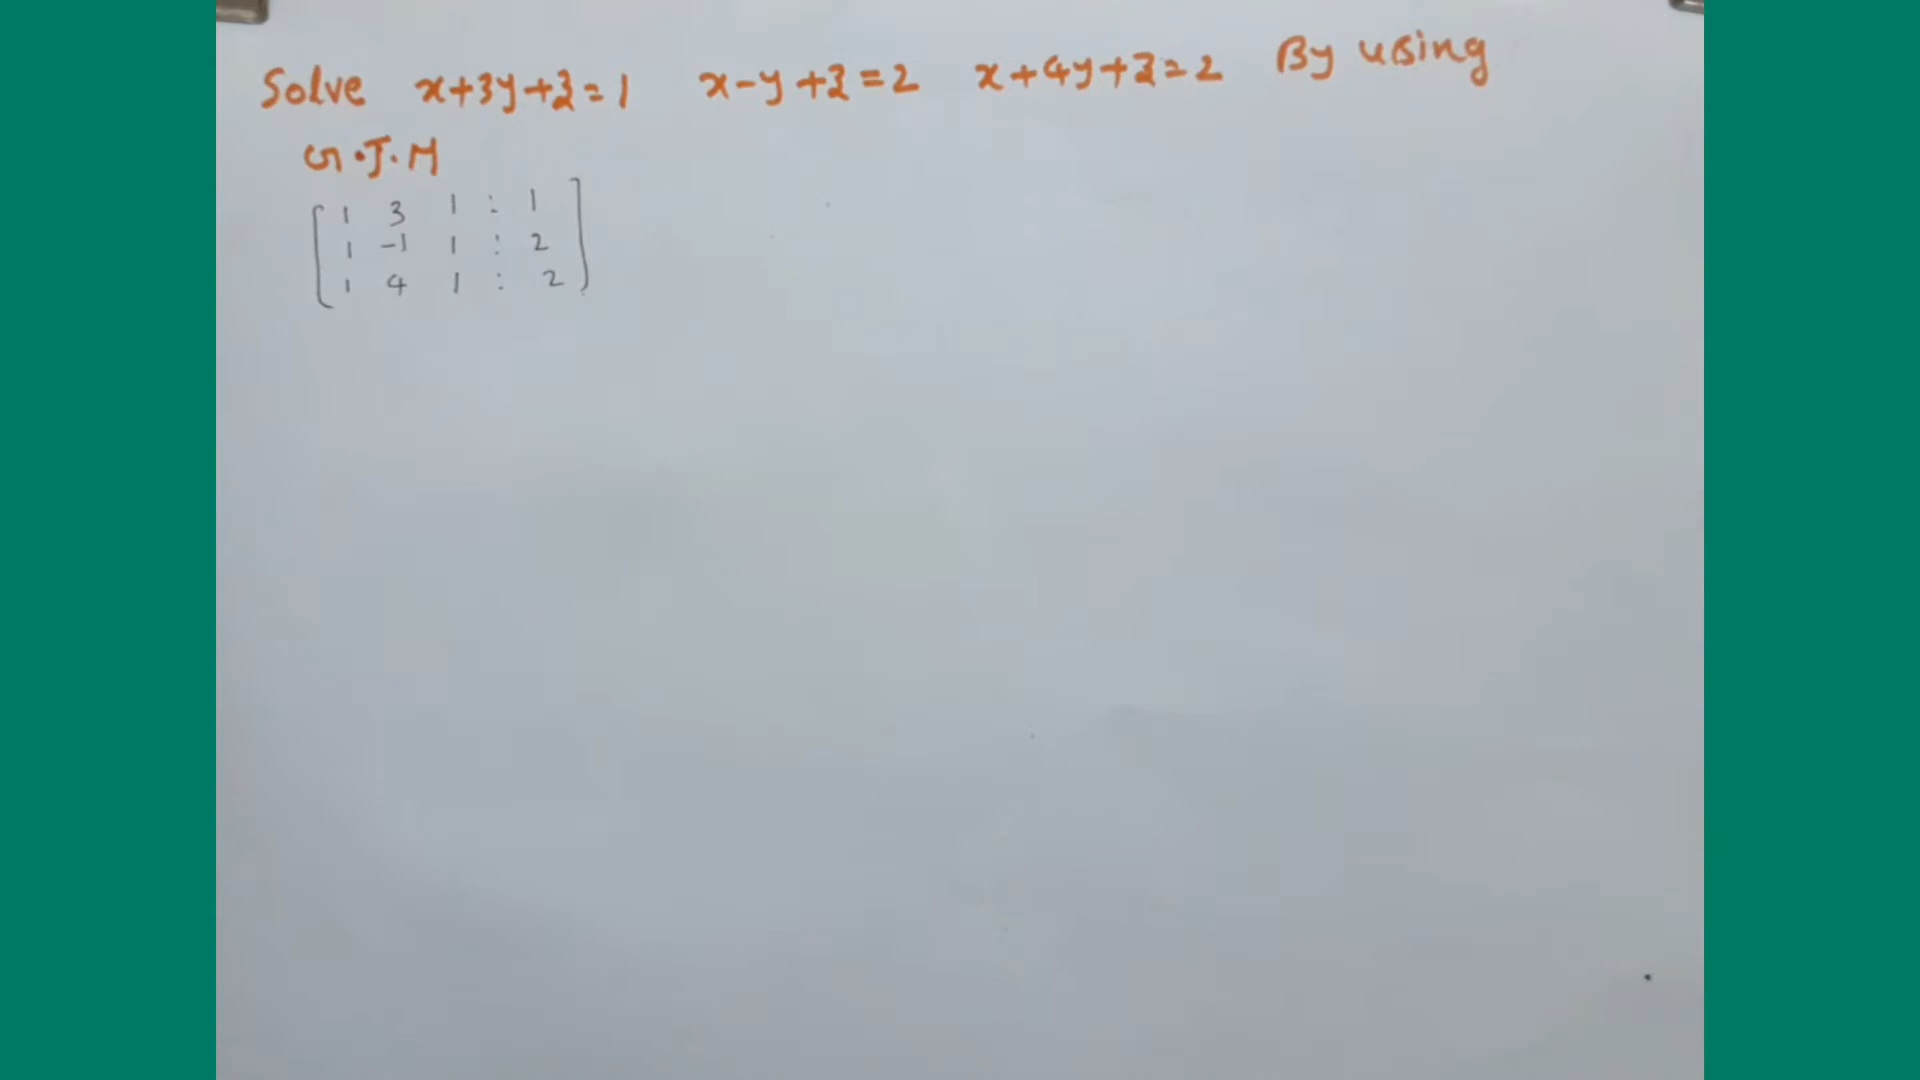 Solve x+3y+z=1 x-y+z=2 x+4y+z=2 By using
G.J.M
1 3 1 : 1
1 -1 1 : 2
1 4 1 : 2